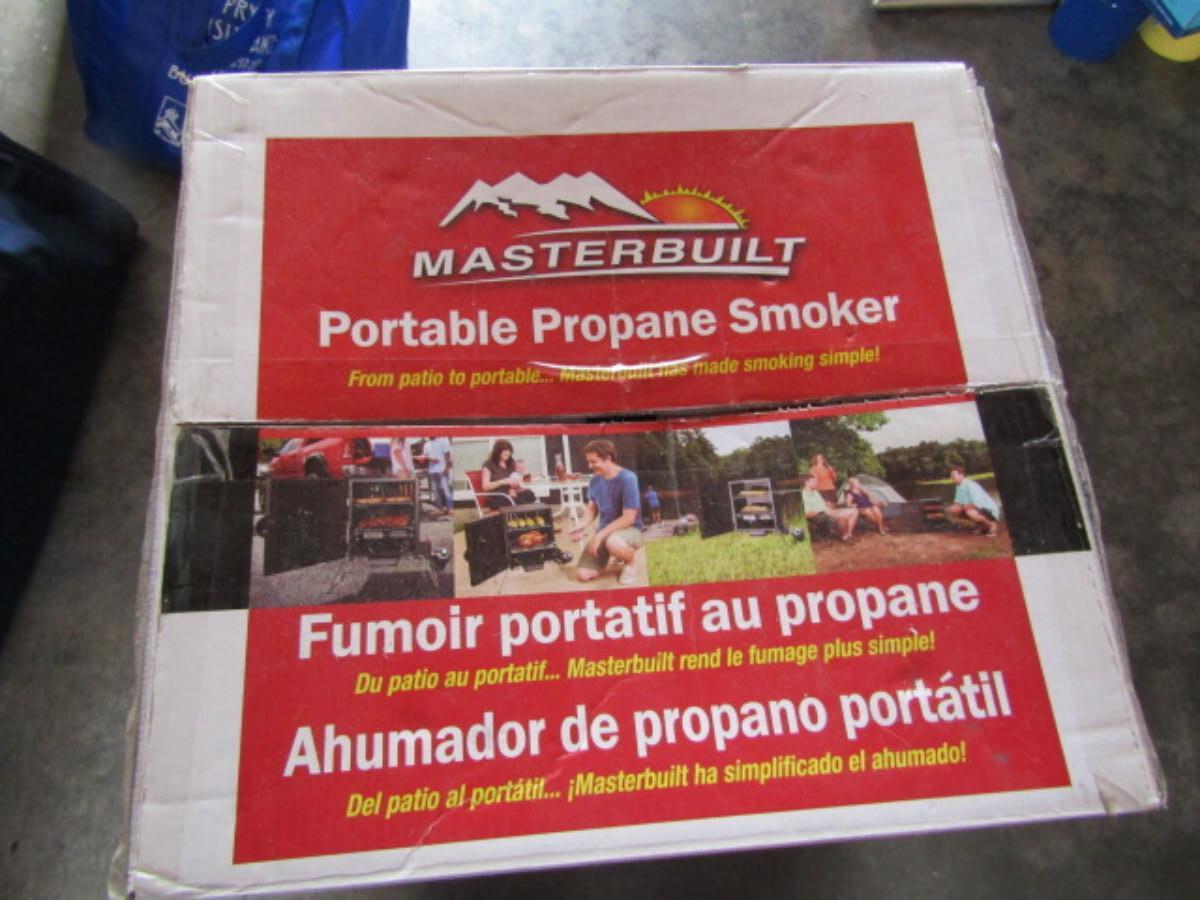 MASTERBUILT
Portable Propane Smoker
From patio to portable... Masterbuilt has made smoking simple!
Fumoir portatif au propane
Du patio au portatif... Masterbuilt rend le fumage plus simple!
Ahumador de propano portátil
Del patio al portátil... ¡Masterbuilt ha simplificado el ahumado!